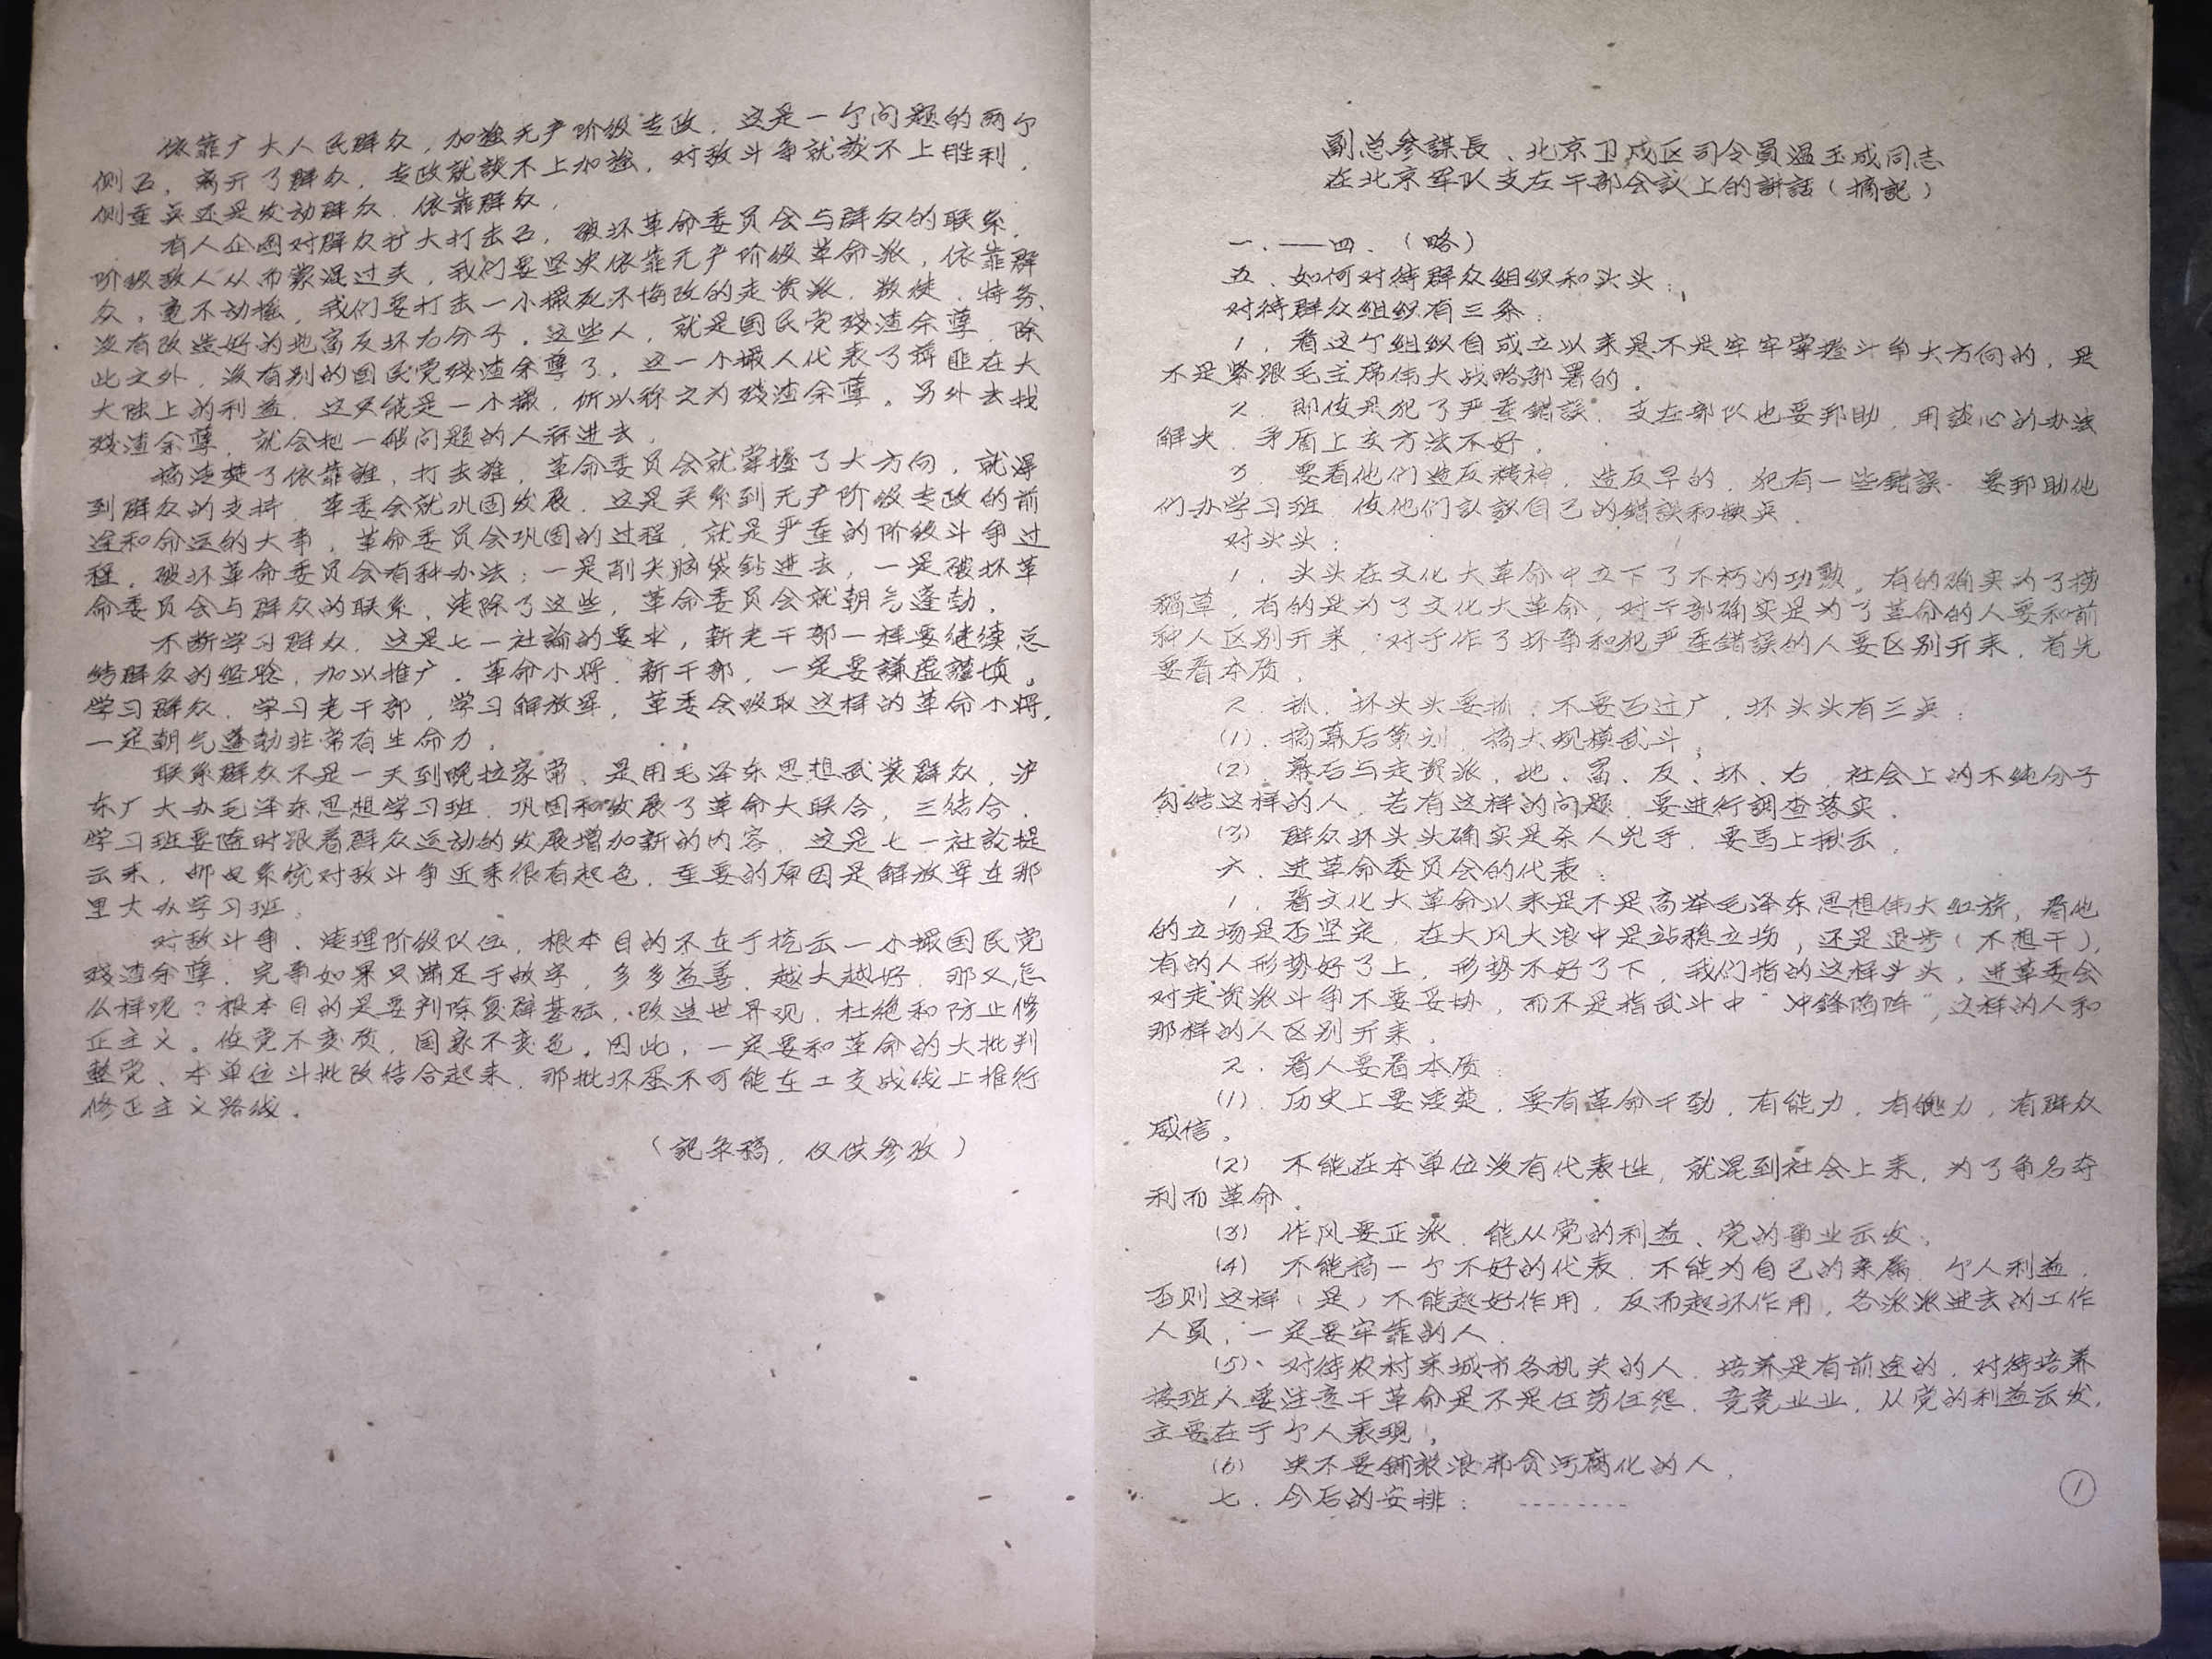 依靠广大人民群众，加强无产阶级专政，这是一个问题的两个
侧面，离开了群众，专政就谈不上加强，对敌斗争就谈不上胜利，
侧重点还是发动群众，依靠群众。
有人企图对群众扩大打击面，破坏革命委员会与群众的联系，
阶级敌人从而蒙混过关，我们要坚决依靠无产阶级革命派，依靠群
众，毫不动摇，我们要打击一小撮死不悔改的走资派、叛徒、特务、
没有改造好的地富反坏右分子。这些人，就是国民党残渣余孽，除
此之外，没有别的国民党残渣余孽了，这一小撮人代表了蒋匪在大
大陆上的利益，这只能是一小撮，所以称之为残渣余孽。另外去找
残渣余孽，就会把一般问题的人弄进去。
搞清楚了依靠谁，打击谁，革命委员会就掌握了大方向，就得
到群众的支持，革委会就巩固发展，这是关系到无产阶级专政的前
途和命运的大事，革命委员会巩固的过程，就是严重的阶级斗争过
程。破坏革命委员会有种办法：一是削尖脑袋钻进去，一是破坏革
命委员会与群众的联系，清除了这些，革命委员会就朝气蓬勃。
不断学习群众，这是七一社論的要求，新老干部一样要继续总
结群众的经验，加以推广，革命小将、新干部，一定要謙虚謹慎。
学习群众、学习老干部，学习解放军，革委会吸取这样的革命小将，
一定朝气蓬勃非常有生命力。
联系群众不是一天到晚拉家常，是用毛泽东思想武装群众，沪
东广大办毛泽东思想学习班，巩固和发展了革命大联合，三结合，
学习班要随时跟着群众运动的发展增加新的内容，这是七一社說提
云来，邮电系统对敌斗争近来很有起色，重要的原因是解放军在那
里大办学习班。
对敌斗争、清理阶级队伍，根本目的不在于挖云一小撮国民党
残渣余孽，完事如果只满足于数字，多多益善，越大越好，那又怎
么样呢？根本目的是要剷除复辟基础，改造世界观，杜绝和防止修
正主义。使党不变质，国家不变色。因此，一定要和革命的大批判
整党、本单位斗批改结合起来，那批坏蛋不可能在工交战线上推行
修正主义路线。
（記录稿，仅供参攷）
副总参謀長、北京卫戍区司令員温玉成同志
在北京军队支左干部会议上的讲話（摘記）
一、——四、（略）
五、如何对待群众组织和头头：
对待群众组织有三条：
1、看这个组织自成立以来是不是牢牢掌握斗争大方向的，是
不是紧跟毛主席伟大战略部署的。
2、即使是犯了严重錯誤，支左部队也要邦助，用談心的办法
解决，矛盾上交方法不好。
3、要看他们造反精神，造反早的，犯有一些錯誤，要邦助他
们办学习班，使他们认識自己的錯誤和缺点。
对头头：
1、头头在文化大革命中立下了不朽的功勲。有的确实为了捞
稻草，有的是为了文化大革命，对干部确实是为了革命的人要和前
种人区别开来，对于作了坏事和犯严重錯誤的人要区别开来，首先
要看本质。
2、抓，坏头头要抓，不要面过广，坏头头有三点：
(1)、搞幕后策划，搞大规模武斗；
(2)、幕后与走资派、地、富、反、坏、右，社会上的不纯分子
勾结这样的人，若有这样的问题，要进行調查落实。
(3) 群众坏头头确实是杀人兇手，要馬上揪云。
六、进革命委员会的代表：
1、看文化大革命以来是不是高举毛泽东思想伟大红旗，看他
的立场是否坚定，在大风大浪中是站稳立场，还是退步（不想干），
有的人形势好了上，形势不好了下，我们指的这样头头，进革委会
对走资派斗争不要妥协，而不是指武斗中“冲鋒陷阵”，这样的人和
那样的人区别开来。
2、看人要看本质：
(1)、历史上要清楚，要有革命干劲，有能力，有魄力，有群众
威信。
(2) 不能在本单位没有代表性，就混到社会上来，为了争名夺
利而革命。
(3) 作风要正派，能从党的利益、党的事业云发。
(4) 不能搞一个不好的代表，不能为自己的亲属，个人利益，
否则这样（是）不能起好作用，反而起坏作用，各派派进去的工作
人员，一定要牢靠的人。
(5)、对待农村来城市各机关的人，培养是有前途的，对待培养
接班人要注意干革命是不是任劳任怨，竞竞业业，从党的利益云发，
主要在于个人表现。
(6) 决不要鋪張浪弗贪污腐化的人。
七、今后的安排：--------
①